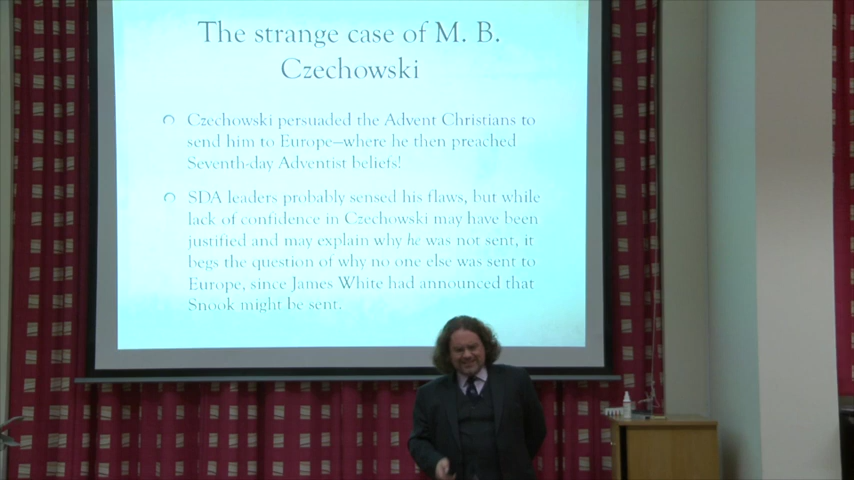 The strange case of M. B.
Czechowski
Czechowski persuaded the Advent Christians to
send him to Europe—where he then preached
Seventh-day Adventist beliefs!
SDA leaders probably sensed his flaws, but while
lack of confidence in Czechowski may have been
justified and may explain why he was not sent, it
begs the question of why no one else was sent to
Europe, since James White had announced that
Snook might be sent.